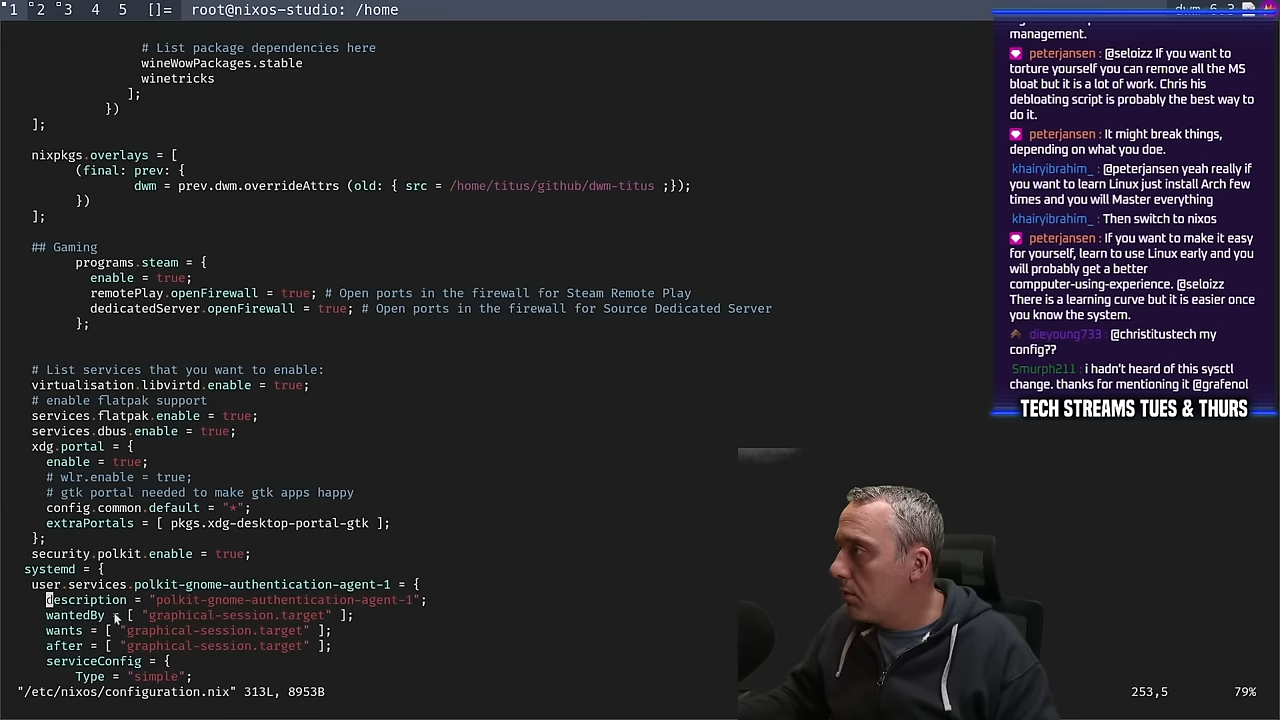 1 2 3 4 5 []= root@nixos-studio: /home
# List package dependencies here
wineWowPackages.stable
winetricks
];
})
];
nixpkgs.overlays = [
(final: prev: {
dwm = prev.dwm.overrideAttrs (old: { src = /home/titus/github/dwm-titus ;});
})
];
## Gaming
programs.steam = {
enable = true;
remotePlay.openFirewall = true; # Open ports in the firewall for Steam Remote Play
dedicatedServer.openFirewall = true; # Open ports in the firewall for Source Dedicated Server
};
# List services that you want to enable:
virtualisation.libvirtd.enable = true;
# enable flatpak support
services.flatpak.enable = true;
services.dbus.enable = true;
xdg.portal = {
enable = true;
# wlr.enable = true;
# gtk portal needed to make gtk apps happy
config.common.default = "*";
extraPortals = [ pkgs.xdg-desktop-portal-gtk ];
};
security.polkit.enable = true;
systemd = {
user.services.polkit-gnome-authentication-agent-1 = {
description = "polkit-gnome-authentication-agent-1";
wantedBy = [ "graphical-session.target" ];
wants = [ "graphical-session.target" ];
after = [ "graphical-session.target" ];
serviceConfig = {
Type = "simple";
"/etc/nixos/configuration.nix" 313L, 8953B 253,5 79%
management.
peterjansen : @seloizz If you want to
torture yourself you can remove all the MS
bloat but it is a lot of work. Chris his
debloating script is probably the best way to
do it.
peterjansen : It might break things,
depending on what you doe.
khairyibrahim_ : @peterjansen yeah really if
you want to learn Linux just install Arch few
times and you will Master everything
khairyibrahim_ : Then switch to nixos
peterjansen : If you want to make it easy
for yourself, learn to use Linux early and you
will probably get a better
compputer-using-experience. @seloizz
There is a learning curve but it is easier once
you know the system.
dieyoung733 : @christitustech my
config??
Smurph211 : i hadn't heard of this sysctl
change. thanks for mentioning it @grafenol
TECH STREAMS TUES & THURS